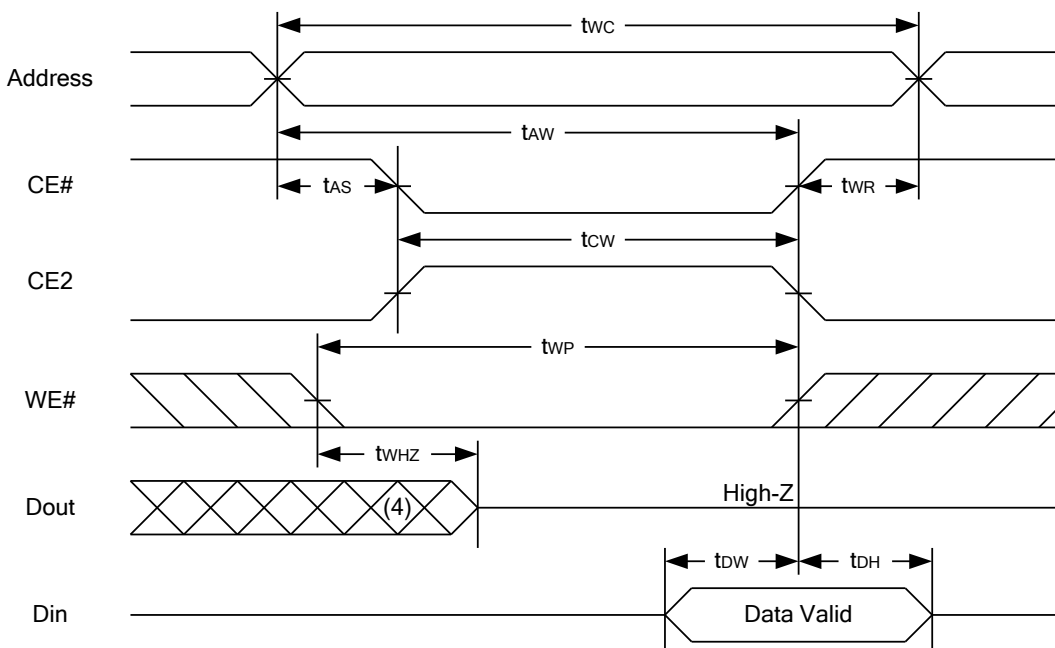 tWC
Address
tAW
CE#
tAS
tWR
tCW
CE2
tWP
WE#
tWHZ
Dout
(4)
High-Z
tDW
tDH
Din
Data Valid